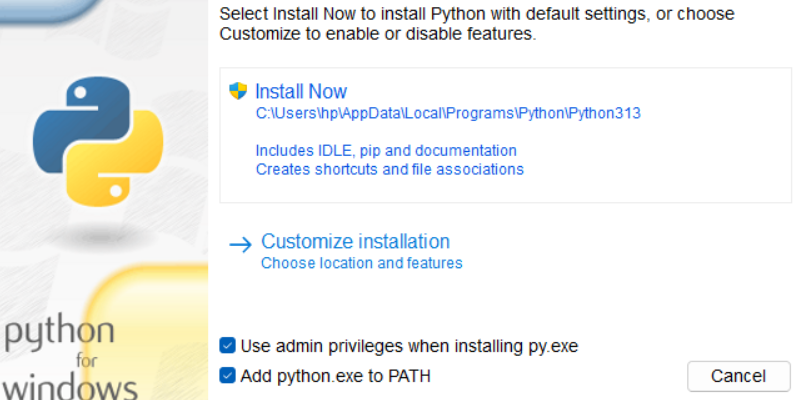 Select Install Now to install Python with default settings, or choose
Customize to enable or disable features.
Install Now
C:\Users\hp\AppData\Local\Programs\Python\Python313
Includes IDLE, pip and documentation
Creates shortcuts and file associations
Customize installation
Choose location and features
python
for
windows
Use admin privileges when installing py.exe
Add python.exe to PATH
Cancel